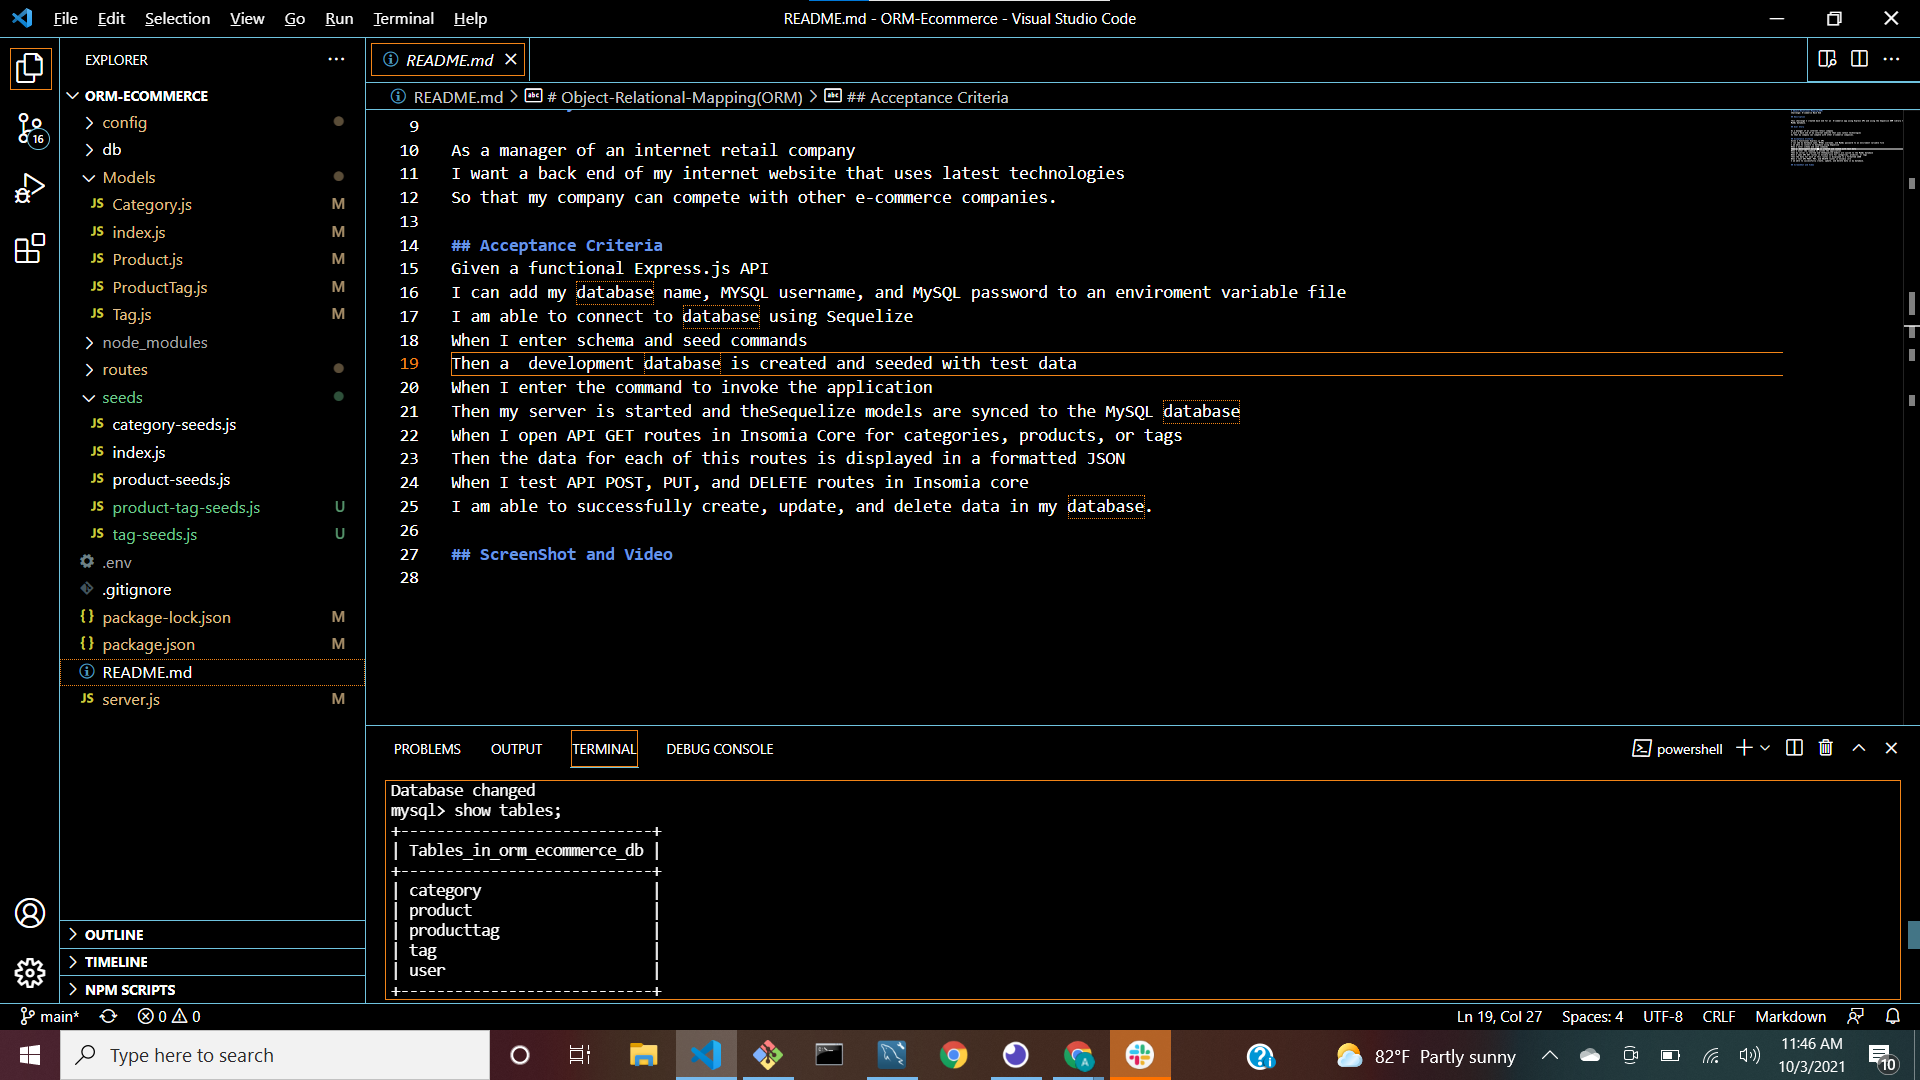 File Edit Selection View Go Run Terminal Help
README.md - ORM-Ecommerce - Visual Studio Code
EXPLORER
README.md
ORM-ECOMMERCE
README.md > # Object-Relational-Mapping(ORM) > ## Acceptance Criteria
16
config
db
Models
JS Category.js M
JS index.js M
JS Product.js M
JS ProductTag.js M
JS Tag.js M
node_modules
routes
seeds
JS category-seeds.js
JS index.js
JS product-seeds.js
JS product-tag-seeds.js U
JS tag-seeds.js U
.env
.gitignore
{} package-lock.json M
{} package.json M
README.md
JS server.js M
OUTLINE
TIMELINE
NPM SCRIPTS
9
10 As a manager of an internet retail company
11 I want a back end of my internet website that uses latest technologies
12 So that my company can compete with other e-commerce companies.
13
14 ## Acceptance Criteria
15 Given a functional Express.js API
16 I can add my database name, MYSQL username, and MySQL password to an enviroment variable file
17 I am able to connect to database using Sequelize
18 When I enter schema and seed commands
19 Then a  development database is created and seeded with test data
20 When I enter the command to invoke the application
21 Then my server is started and theSequelize models are synced to the MySQL database
22 When I open API GET routes in Insomia Core for categories, products, or tags
23 Then the data for each of this routes is displayed in a formatted JSON
24 When I test API POST, PUT, and DELETE routes in Insomia core
25 I am able to successfully create, update, and delete data in my database.
26
27 ## ScreenShot and Video
28
PROBLEMS OUTPUT TERMINAL DEBUG CONSOLE
powershell
Database changed
mysql> show tables;
+----------------------------+
| Tables_in_orm_ecommerce_db |
+----------------------------+
| category                   |
| product                    |
| producttag                 |
| tag                        |
| user                       |
+----------------------------+
main* 0 0
Ln 19, Col 27 Spaces: 4 UTF-8 CRLF Markdown
Type here to search
82°F Partly sunny
11:46 AM
10/3/2021
10